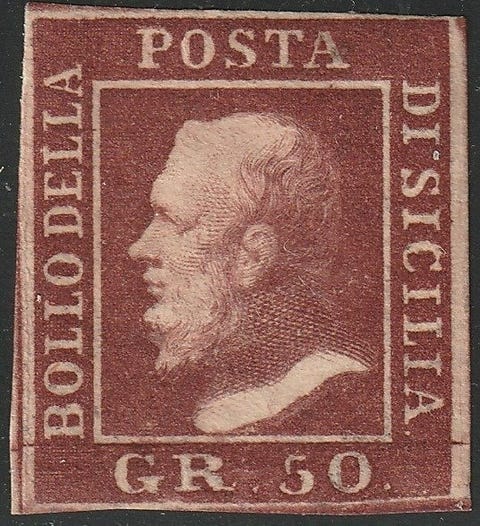 BOLLO DELLA
POSTA
DI SICILIA
GR. 50.